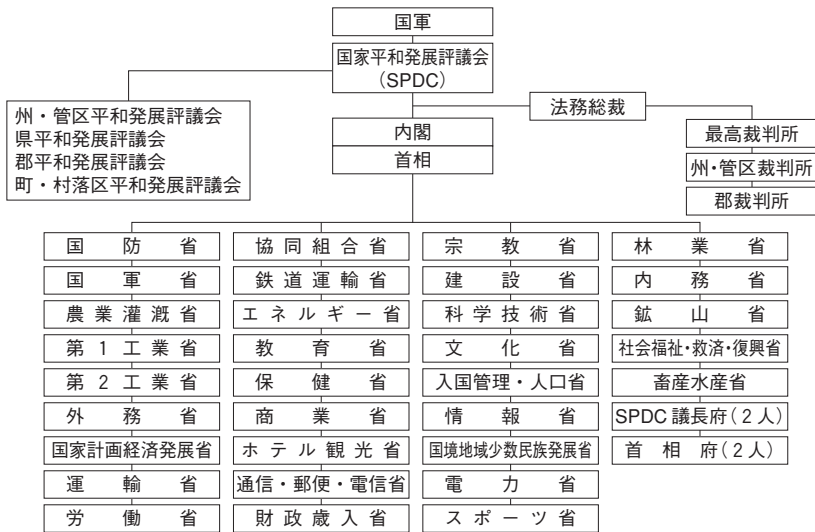 国軍
国家平和発展評議会
(SPDC)
法務総裁
州・管区平和発展評議会
県平和発展評議会
郡平和発展評議会
町・村落区平和発展評議会
内閣
首相
最高裁判所
州・管区裁判所
郡裁判所
国防省
国軍省
農業灌漑省
第1工業省
第2工業省
外務省
国家計画経済発展省
運輸省
労働省
協同組合省
鉄道運輸省
エネルギー省
教育省
保健省
商業省
ホテル観光省
通信・郵便・電信省
財政歳入省
宗教省
建設省
科学技術省
文化省
入国管理・人口省
情報省
国境地域少数民族発展省
電力省
スポーツ省
林業省
内務省
鉱山省
社会福祉・救済・復興省
畜産水産省
SPDC議長府(2人)
首相府(2人)